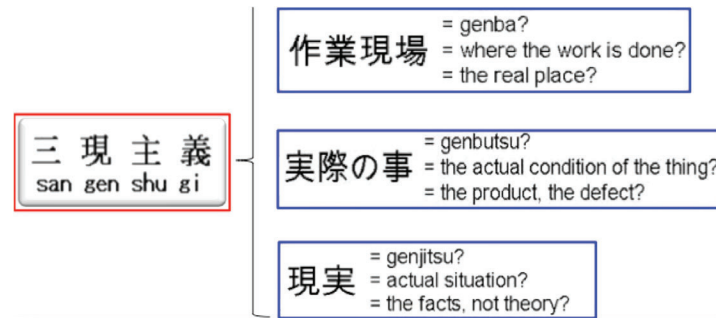 三現主義
san gen shu gi
作業現場
= genba?
= where the work is done?
= the real place?
実際の事
= genbutsu?
= the actual condition of the thing?
= the product, the defect?
現実
= genjitsu?
= actual situation?
= the facts, not theory?